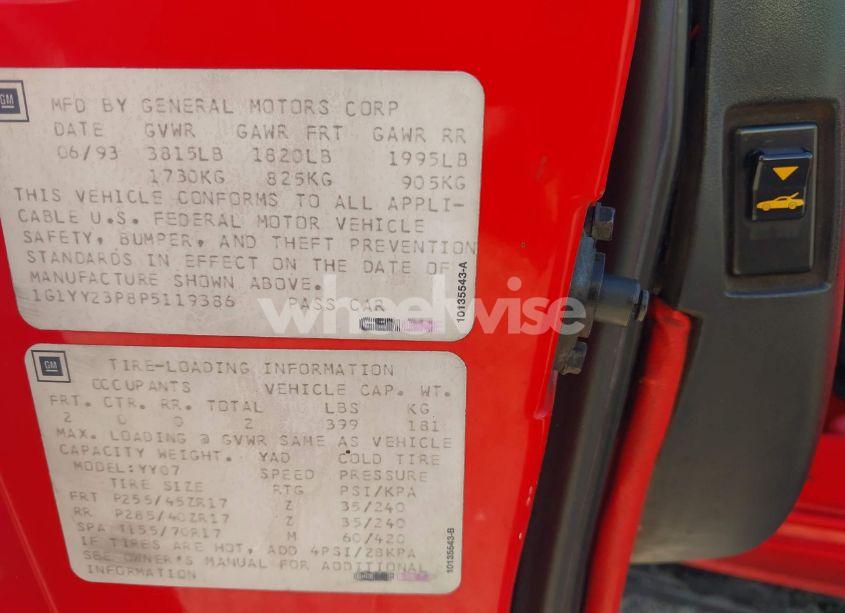 GM
MFD BY GENERAL MOTORS CORP
DATE GVWR GAWR FRT GAWR RR
06/93 3815LB 1820LB 1995LB
1730KG 825KG 905KG
THIS VEHICLE CONFORMS TO ALL APPLI-
CABLE U.S. FEDERAL MOTOR VEHICLE
SAFETY, BUMPER, AND THEFT PREVENTION
STANDARDS IN EFFECT ON THE DATE OF
MANUFACTURE SHOWN ABOVE.
1G1YY23P8P5119386 PASS CAR
10135543-A
wheelwise
GM
TIRE-LOADING INFORMATION
OCCUPANTS VEHICLE CAP. WT.
FRT. CTR. RR. TOTAL LBS KG
2 0 0 2 399 181
MAX. LOADING @ GVWR SAME AS VEHICLE
CAPACITY WEIGHT. YAD COLD TIRE
MODEL:YY07 SPEED PRESSURE
TIRE SIZE RTG PSI/KPA
FRT P255/45ZR17 Z 35/240
RR P285/40ZR17 Z 35/240
SPA T155/70R17 M 60/420
IF TIRES ARE HOT, ADD 4PSI/28KPA
SEE OWNER'S MANUAL FOR ADDITIONAL
INFORMATION
10135543-B